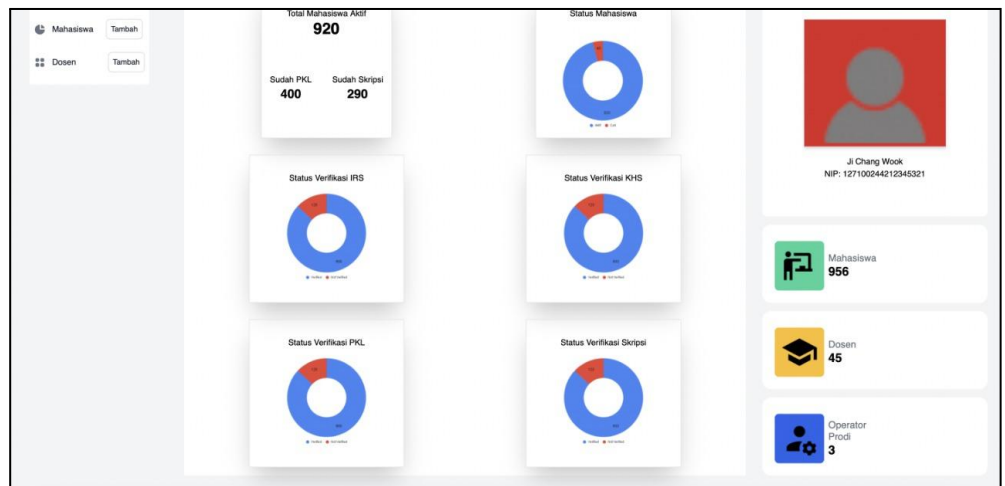 Mahasiswa
Tambah
Dosen
Tambah
Total Mahasiswa Aktif
920
Sudah PKL
Sudah Skripsi
400
290
Status Mahasiswa
Status Verifikasi IRS
Status Verifikasi KHS
Status Verifikasi PKL
Status Verifikasi Skripsi
Ji Chang Wook
NIP: 127100244212345321
Mahasiswa
956
Dosen
45
Operator
Prodi
3